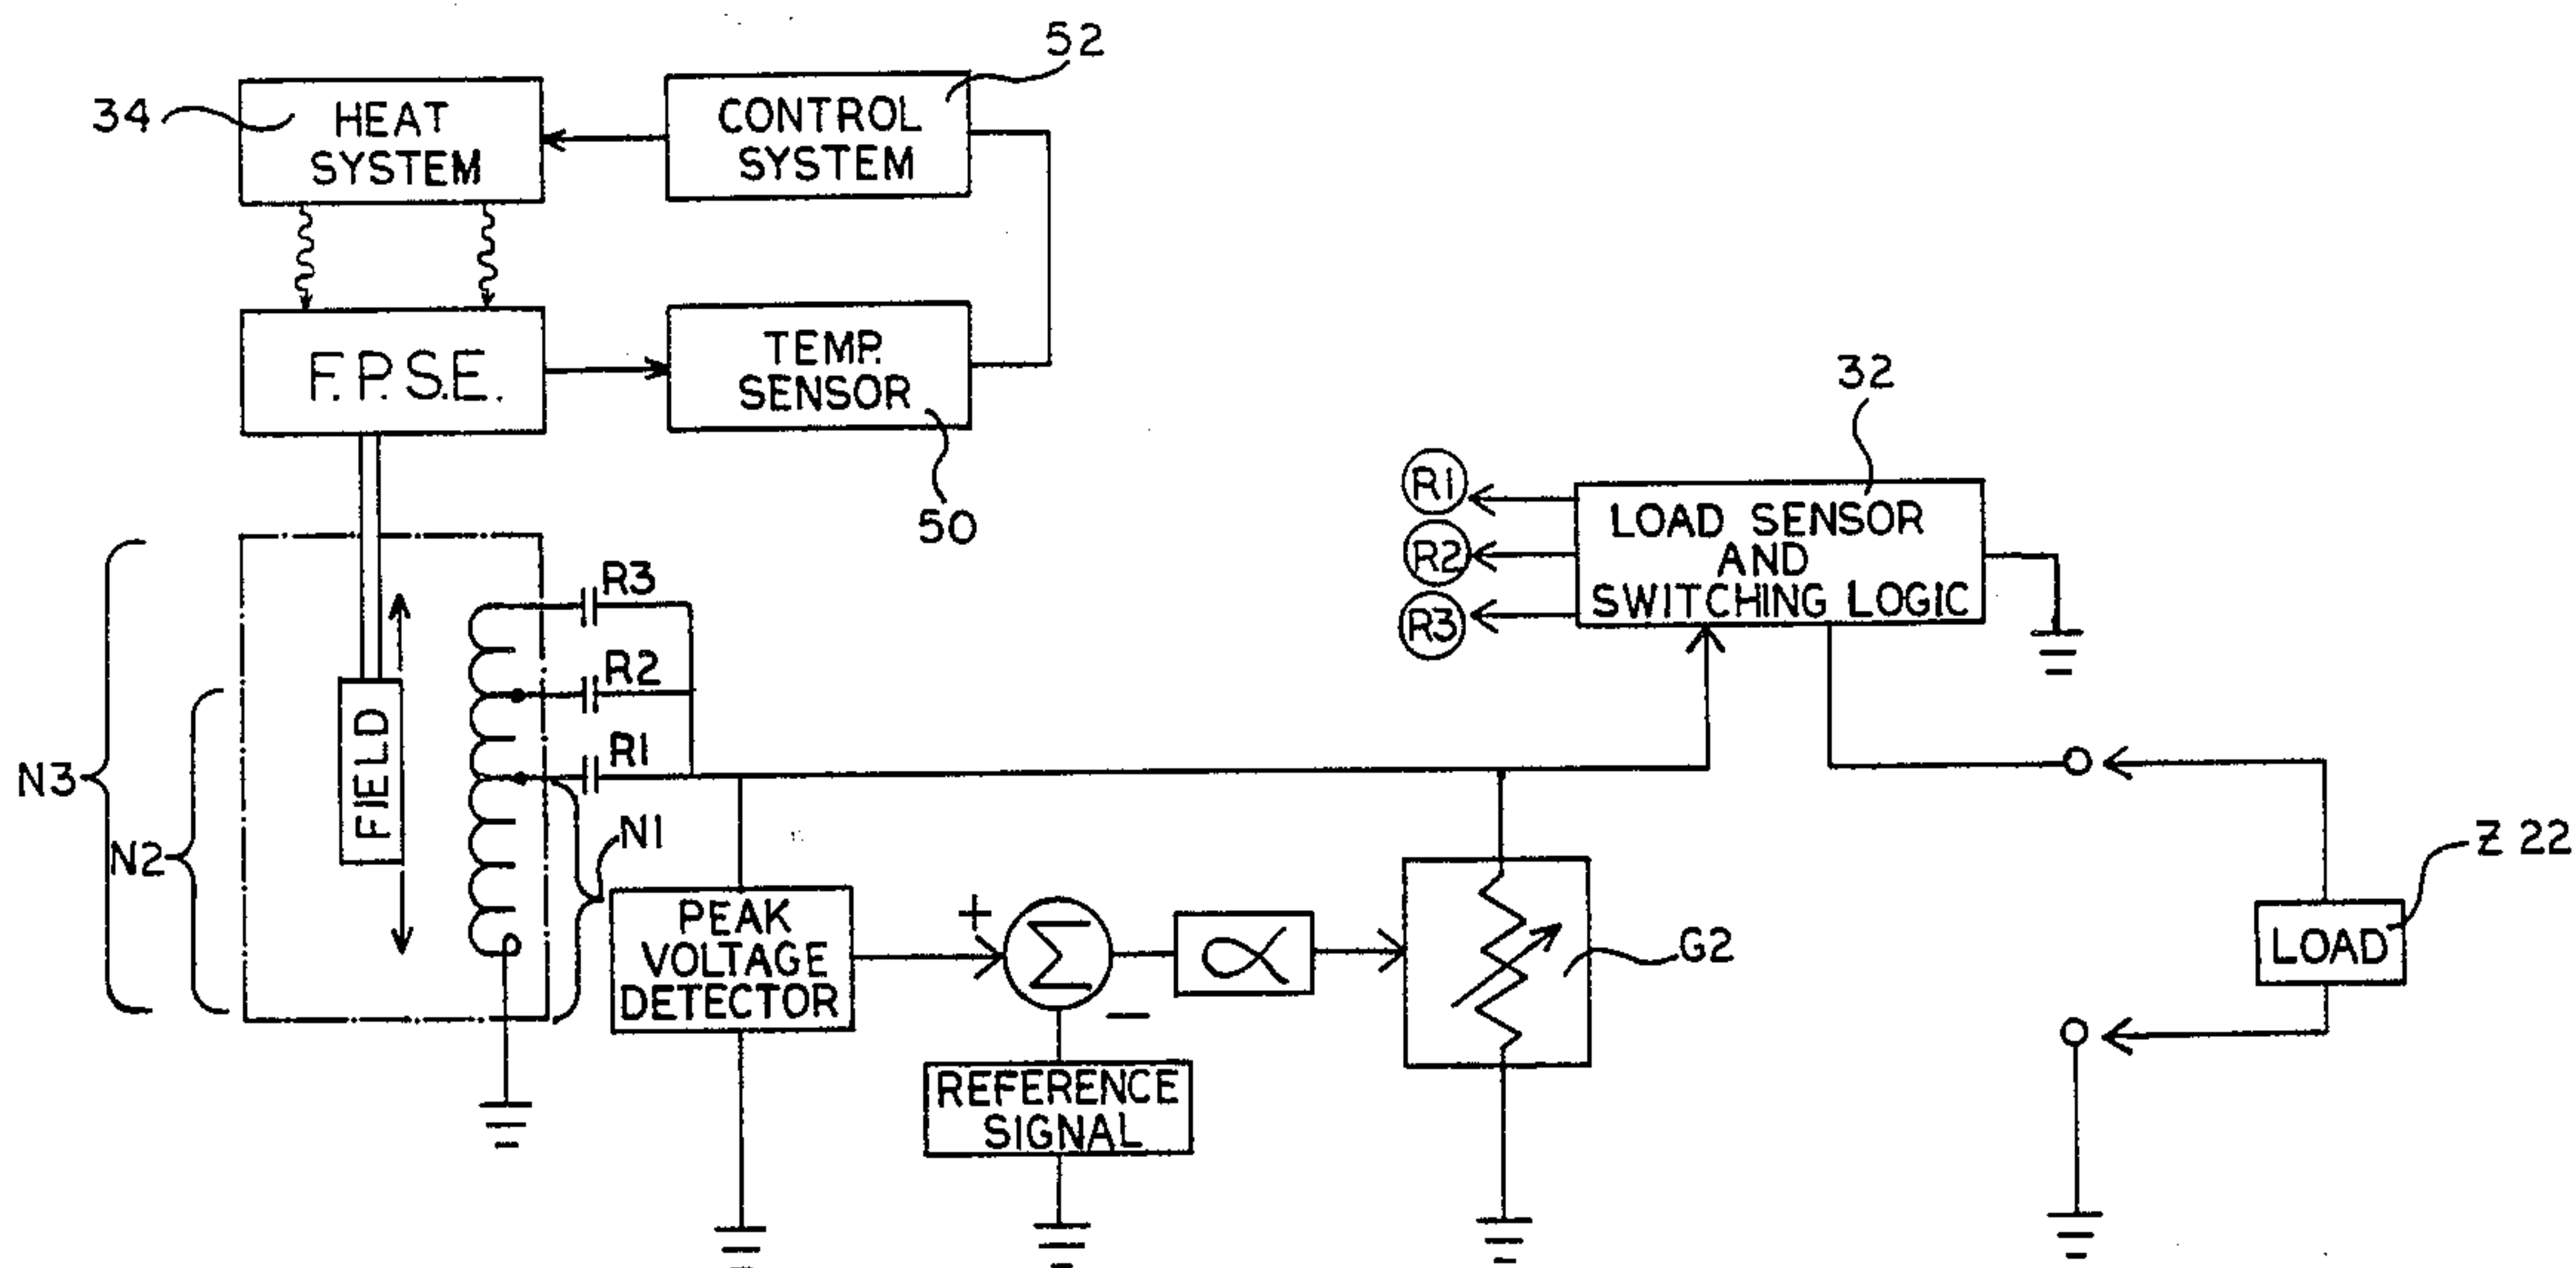 52
34
HEAT
SYSTEM
CONTROL
SYSTEM
F.P.S.E.
TEMP.
SENSOR
50
32
R1
R2
R3
LOAD SENSOR
AND
SWITCHING LOGIC
N3
N2
FIELD
R3
R2
R1
N1
PEAK
VOLTAGE
DETECTOR
+
Σ
−
α
REFERENCE
SIGNAL
G2
Z 22
LOAD